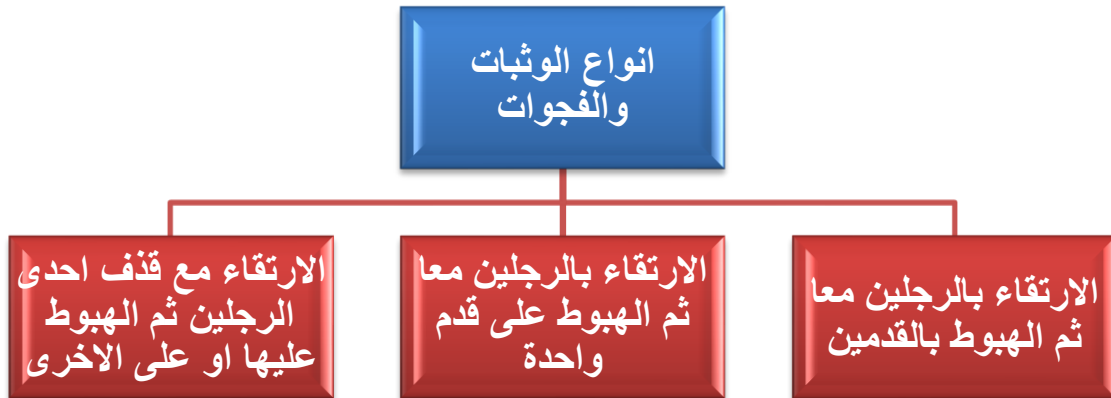 انواع الوثبات
والفجوات
الارتقاء بالرجلين معا
ثم الهبوط بالقدمين
الارتقاء بالرجلين معا
ثم الهبوط على قدم
واحدة
الارتقاء مع قذف احدى
الرجلين ثم الهبوط
عليها او على الاخرى